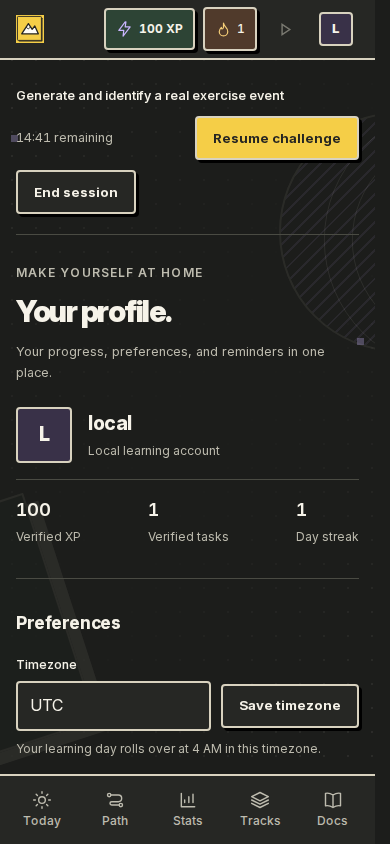 100 XP
1
L
Generate and identify a real exercise event
14:41 remaining
Resume challenge
End session
MAKE YOURSELF AT HOME
Your profile.
Your progress, preferences, and reminders in one
place.
L
local
Local learning account
100
1
1
Verified XP
Verified tasks
Day streak
Preferences
Timezone
UTC
Save timezone
Your learning day rolls over at 4 AM in this timezone.
Today
Path
Stats
Tracks
Docs